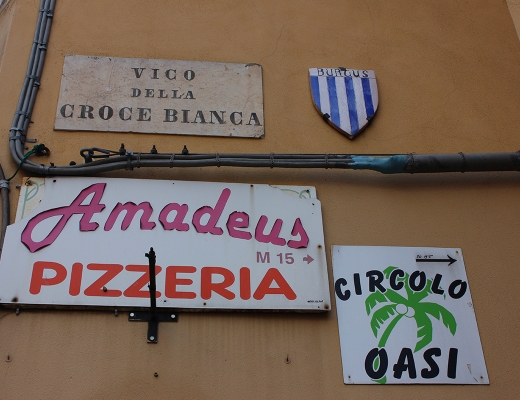 VICO
DELLA
CROCE BIANCA
BURGUS
Amadeus
M 15
PIZZERIA
CIRCOLO
OASI